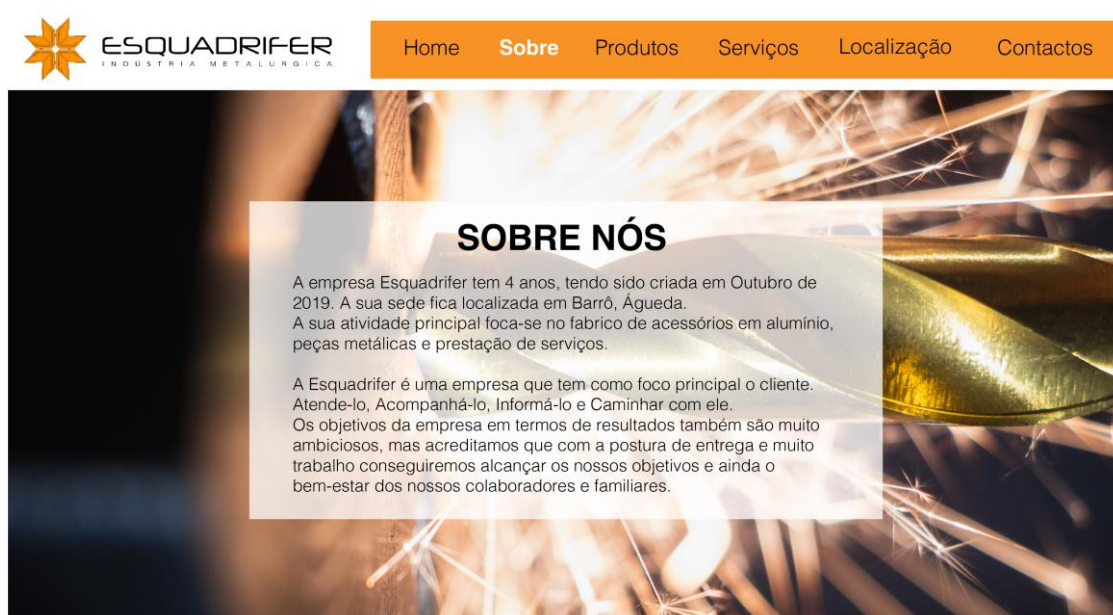 ESQUADRIFER
INDÚSTRIA METALURGICA
Home Sobre Produtos Serviços Localização Contactos
SOBRE NÓS
A empresa Esquadrifer tem 4 anos, tendo sido criada em Outubro de
2019. A sua sede fica localizada em Barrô, Águeda.
A sua atividade principal foca-se no fabrico de acessórios em alumínio,
peças metálicas e prestação de serviços.
A Esquadrifer é uma empresa que tem como foco principal o cliente.
Atende-lo, Acompanhá-lo, Informá-lo e Caminhar com ele.
Os objetivos da empresa em termos de resultados também são muito
ambiciosos, mas acreditamos que com a postura de entrega e muito
trabalho conseguiremos alcançar os nossos objetivos e ainda o
bem-estar dos nossos colaboradores e familiares.